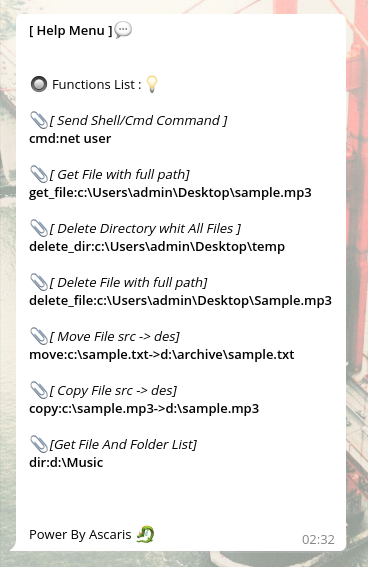 [ Help Menu ]💬
🔘 Functions List : 💡
📎[ Send Shell/Cmd Command ]
cmd:net user
📎[ Get File with full path]
get_file:c:\Users\admin\Desktop\sample.mp3
📎[ Delete Directory whit All Files ]
delete_dir:c:\Users\admin\Desktop\temp
📎[ Delete File with full path]
delete_file:c:\Users\admin\Desktop\Sample.mp3
📎[ Move File src -> des]
move:c:\sample.txt->d:\archive\sample.txt
📎[ Copy File src -> des]
copy:c:\sample.mp3->d:\sample.mp3
📎[Get File And Folder List]
dir:d:\Music
Power By Ascaris 🐉
02:32